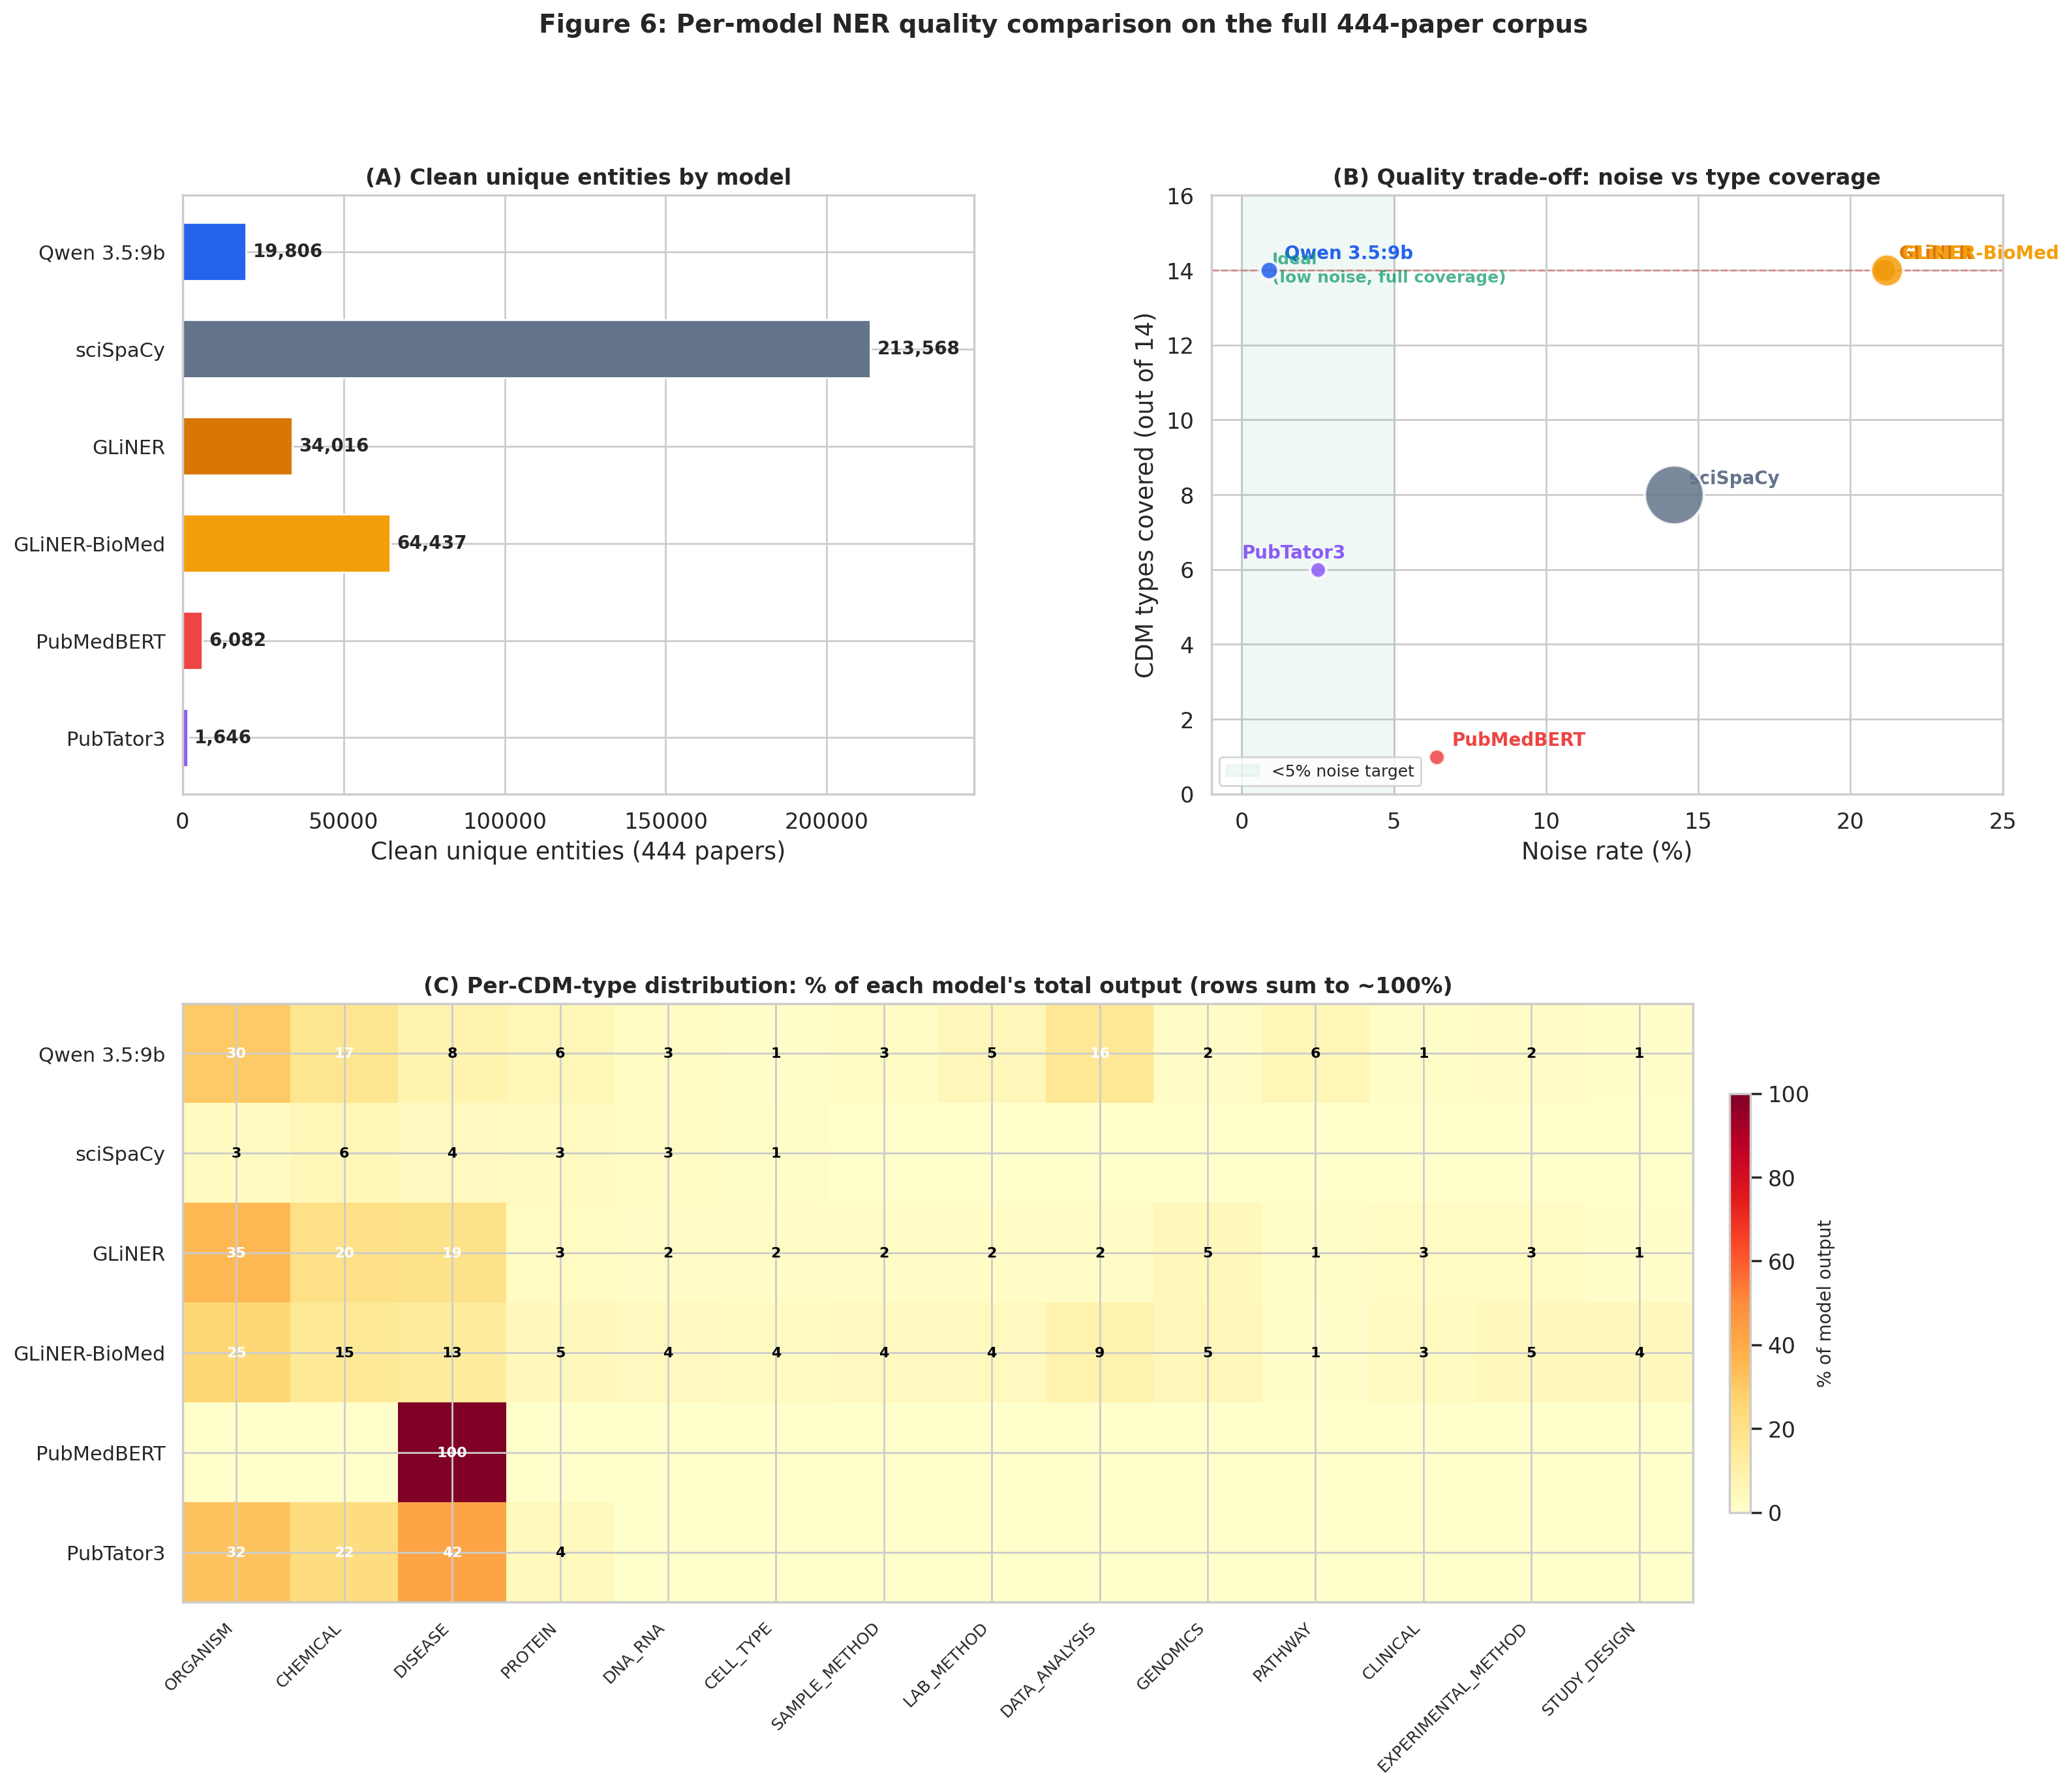 Figure 6: Per-model NER quality comparison on the full 444-paper corpus
(A) Clean unique entities by model
Qwen 3.5:9b
19,806
sciSpaCy
213,568
GLiNER
34,016
GLiNER-BioMed
64,437
PubMedBERT
6,082
PubTator3
1,646
0 50000 100000 150000 200000
Clean unique entities (444 papers)
(B) Quality trade-off: noise vs type coverage
CDM types covered (out of 14)
16
14
12
10
8
6
4
2
0
Qwen 3.5:9b
Ideal
(low noise, full coverage)
GLiNER
GLiNER-BioMed
sciSpaCy
PubTator3
PubMedBERT
<5% noise target
0 5 10 15 20 25
Noise rate (%)
(C) Per-CDM-type distribution: % of each model's total output (rows sum to ~100%)
Qwen 3.5:9b 30 17 8 6 3 1 3 5 16 2 6 1 2 1
sciSpaCy 3 6 4 3 3 1
GLiNER 35 20 19 3 2 2 2 2 2 5 1 3 3 1
GLiNER-BioMed 25 15 13 5 4 4 4 4 9 5 1 3 5 4
PubMedBERT 100
PubTator3 32 22 42 4
ORGANISM
CHEMICAL
DISEASE
PROTEIN
DNA_RNA
CELL_TYPE
SAMPLE_METHOD
LAB_METHOD
DATA_ANALYSIS
GENOMICS
PATHWAY
CLINICAL
EXPERIMENTAL_METHOD
STUDY_DESIGN
100
80
60
40
20
0
% of model output